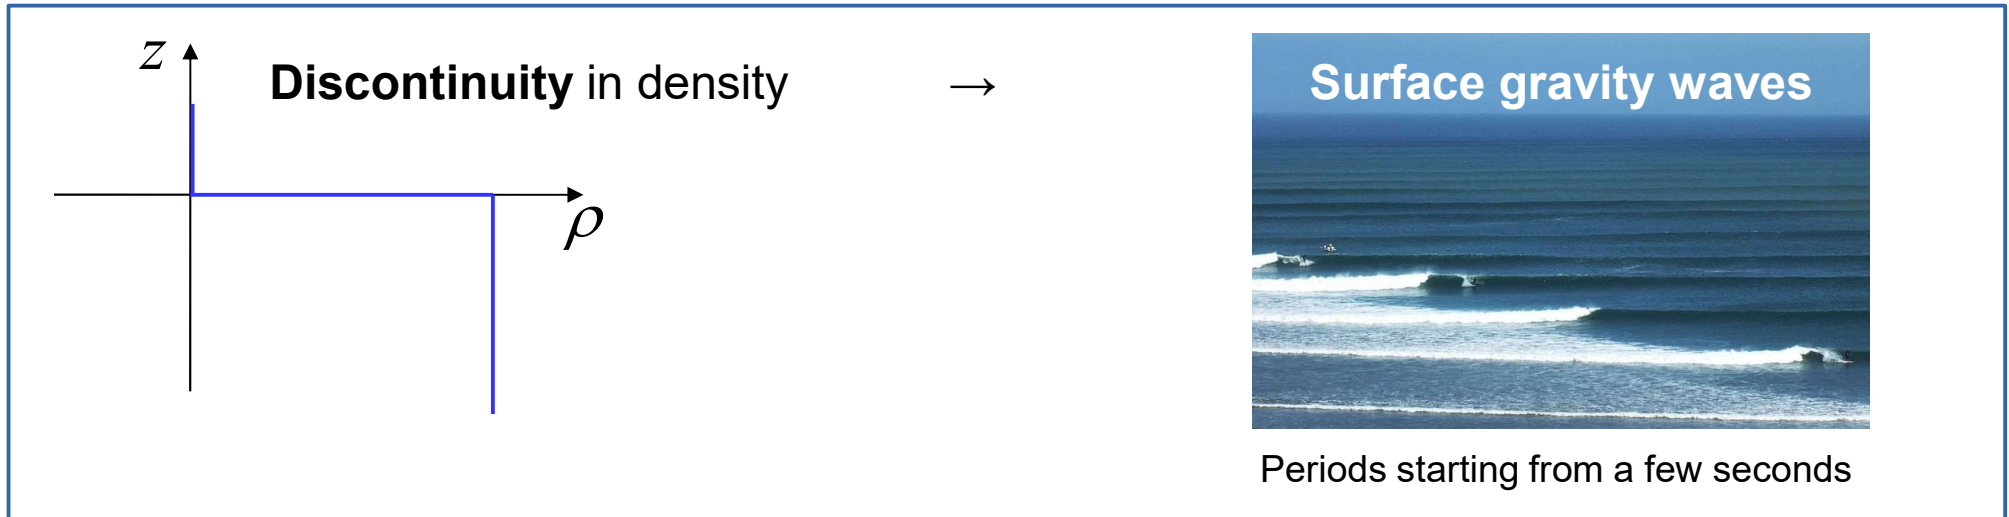 z
Discontinuity in density → Surface gravity waves
ρ
Periods starting from a few seconds